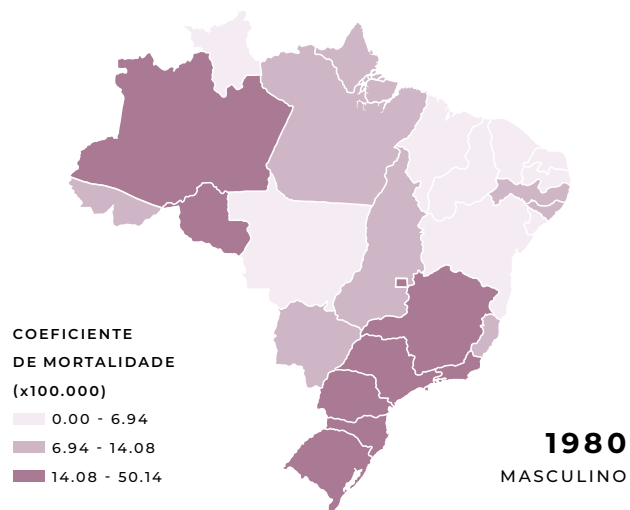 COEFICIENTE
DE MORTALIDADE
(x100.000)
0.00 - 6.94
6.94 - 14.08
14.08 - 50.14
1980
MASCULINO